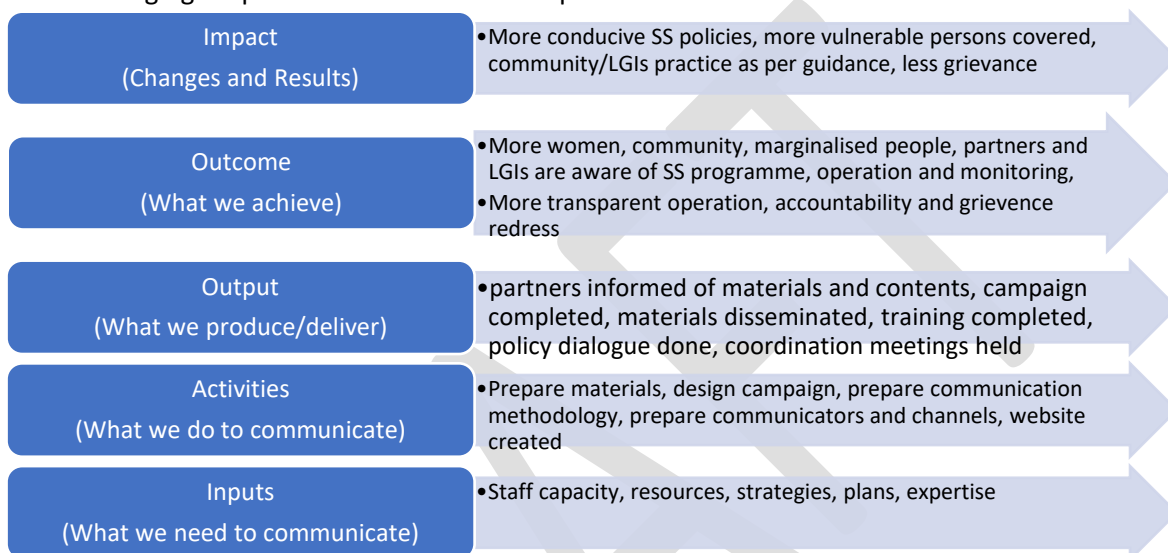 Impact
(Changes and Results)
•More conducive SS policies, more vulnerable persons covered,
community/LGIs practice as per guidance, less grievance
Outcome
(What we achieve)
•More women, community, marginalised people, partners and
LGIs are aware of SS programme, operation and monitoring,
•More transparent operation, accountability and grievence
redress
Output
(What we produce/deliver)
•partners informed of materials and contents, campaign
completed, materials disseminated, training completed,
policy dialogue done, coordination meetings held
Activities
(What we do to communicate)
•Prepare materials, design campaign, prepare communication
methodology, prepare communicators and channels, website
created
Inputs
(What we need to communicate)
•Staff capacity, resources, strategies, plans, expertise